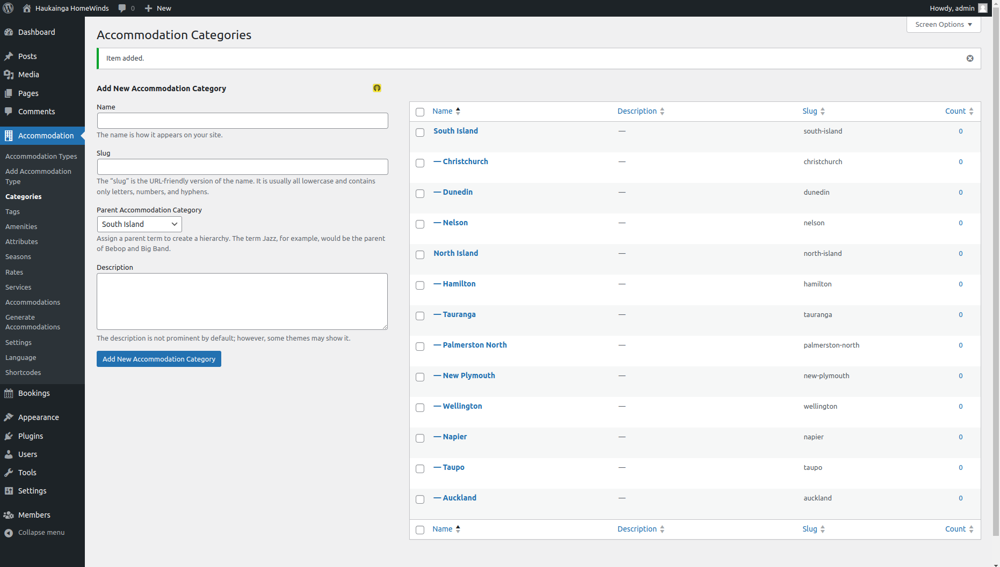 Haukainga HomeWinds
0
New
Howdy, admin
Screen Options
Dashboard
Posts
Media
Pages
Comments
Accommodation
Accommodation Types
Add Accommodation
Type
Categories
Tags
Amenities
Attributes
Seasons
Rates
Services
Accommodations
Generate
Accommodations
Settings
Language
Shortcodes
Bookings
Appearance
Plugins
Users
Tools
Settings
Members
Collapse menu
Accommodation Categories
Item added.
Add New Accommodation Category
Name
The name is how it appears on your site.
Slug
The “slug” is the URL-friendly version of the name. It is usually all lowercase and contains
only letters, numbers, and hyphens.
Parent Accommodation Category
South Island
Assign a parent term to create a hierarchy. The term Jazz, for example, would be the parent
of Bebop and Big Band.
Description
The description is not prominent by default; however, some themes may show it.
Add New Accommodation Category
Name Description Slug Count
South Island — south-island 0
— Christchurch — christchurch 0
— Dunedin — dunedin 0
— Nelson — nelson 0
North Island — north-island 0
— Hamilton — hamilton 0
— Tauranga — tauranga 0
— Palmerston North — palmerston-north 0
— New Plymouth — new-plymouth 0
— Wellington — wellington 0
— Napier — napier 0
— Taupo — taupo 0
— Auckland — auckland 0
Name Description Slug Count